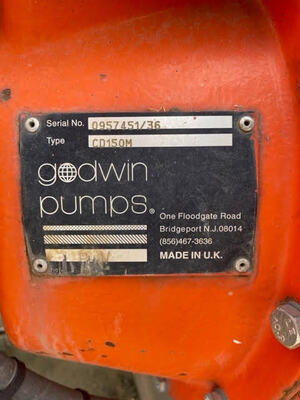 Serial No. 0957451/36
Type CD150M
godwin
pumps®
One Floodgate Road
Bridgeport N.J. 08014
(856)467-3636
MADE IN U.K.